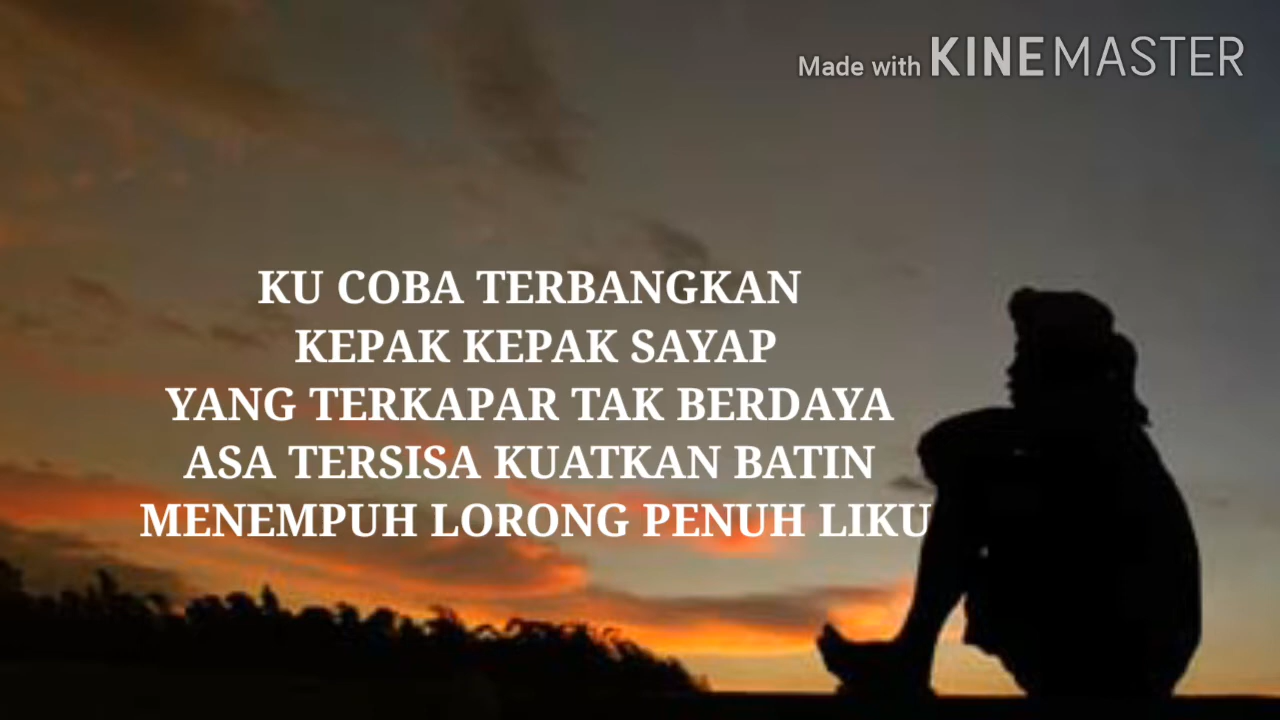 Made with KINEMASTER
KU COBA TERBANGKAN
KEPAK KEPAK SAYAP
YANG TERKAPAR TAK BERDAYA
ASA TERSISA KUATKAN BATIN
MENEMPUH LORONG PENUH LIKU